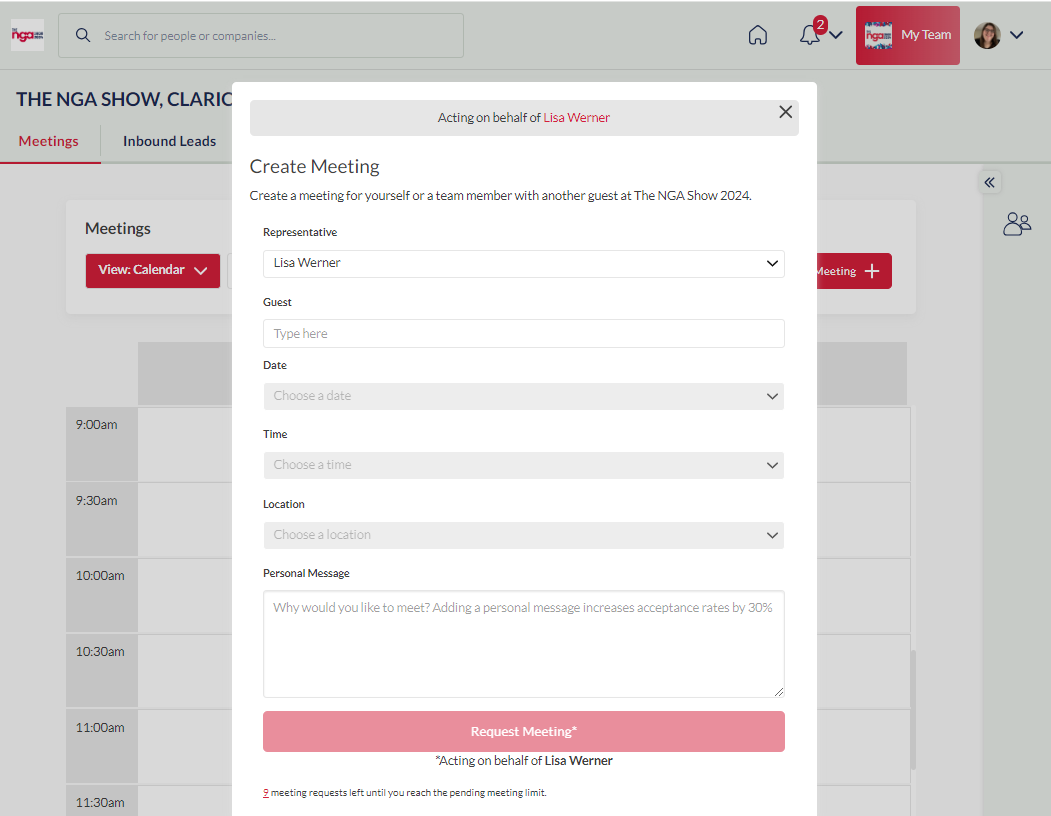 nga
Search for people or companies...
2
nga
My Team
THE NGA SHOW, CLARIC
Meetings
Inbound Leads
Acting on behalf of Lisa Werner
Create Meeting
Create a meeting for yourself or a team member with another guest at The NGA Show 2024.
Meetings
View: Calendar
Meeting
Representative
Lisa Werner
Guest
Type here
Date
Choose a date
Time
Choose a time
Location
Choose a location
Personal Message
Why would you like to meet? Adding a personal message increases acceptance rates by 30%
Request Meeting*
*Acting on behalf of Lisa Werner
9 meeting requests left until you reach the pending meeting limit.
9:00am
9:30am
10:00am
10:30am
11:00am
11:30am